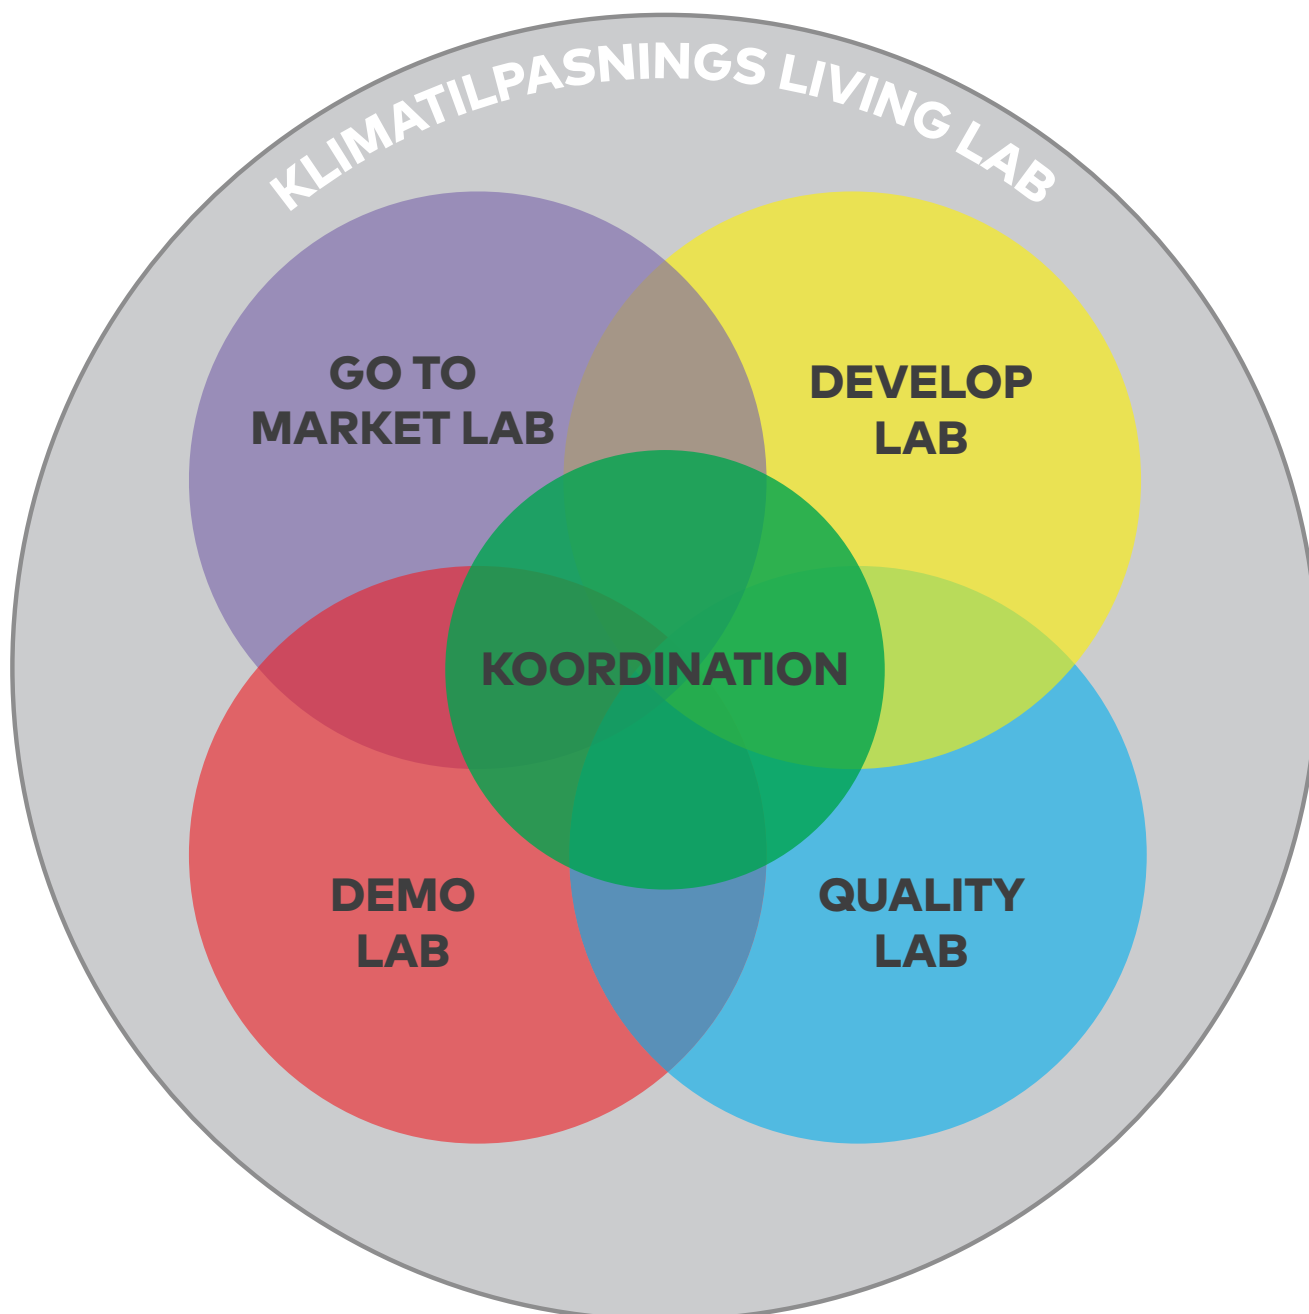 KLIMATILPASNINGS LIVING LAB
GO TO
MARKET LAB
DEVELOP
LAB
KOORDINATION
DEMO
LAB
QUALITY
LAB